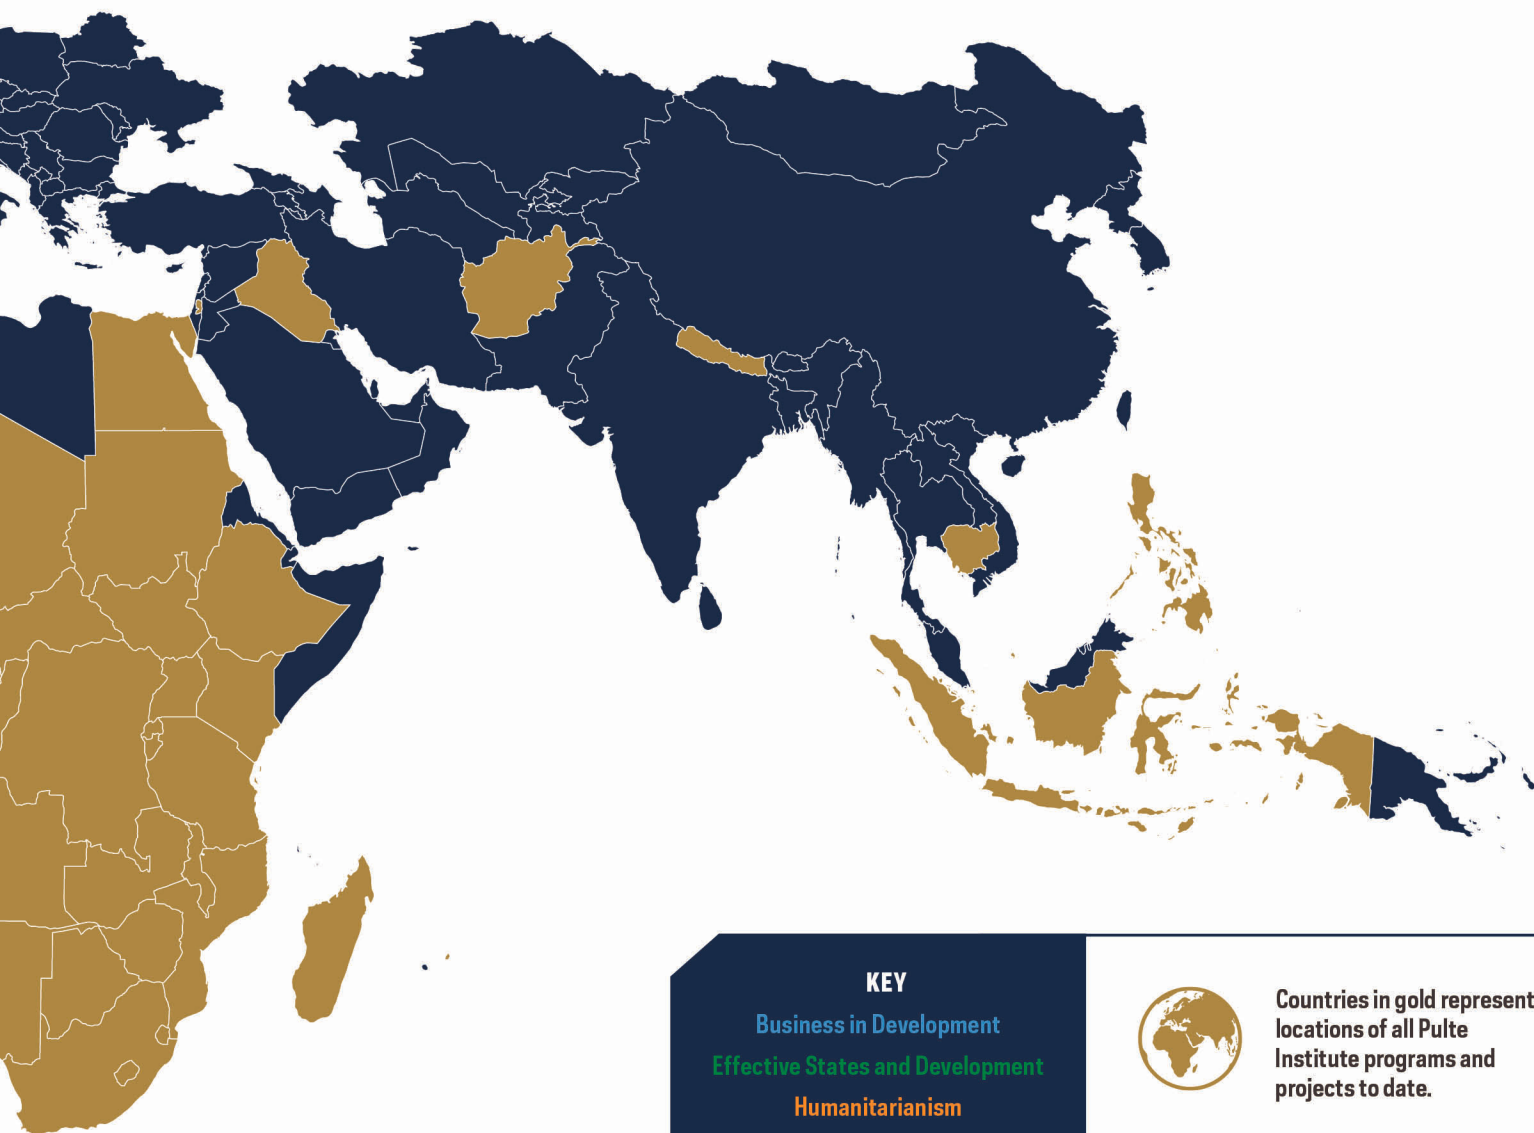 KEY
Business in Development
Effective States and Development
Humanitarianism
Countries in gold represent
locations of all Pulte
Institute programs and
projects to date.